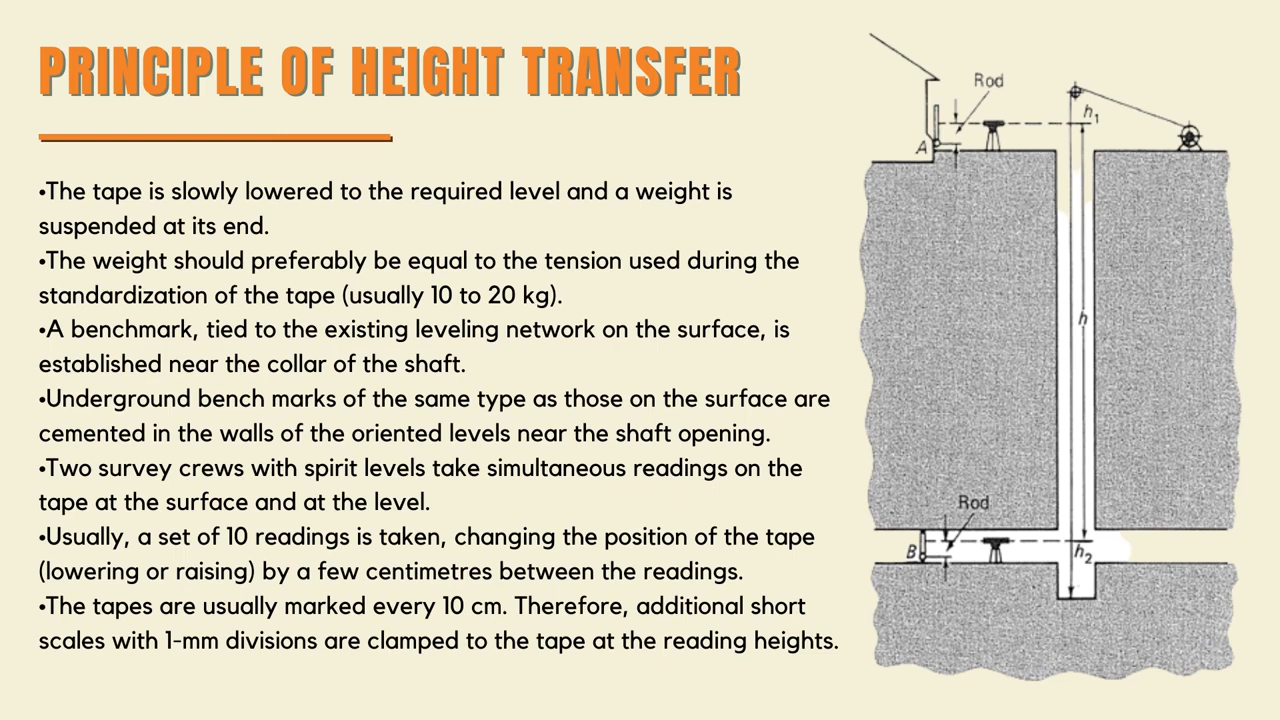 PRINCIPLE OF HEIGHT TRANSFER
•The tape is slowly lowered to the required level and a weight is
suspended at its end.
•The weight should preferably be equal to the tension used during the
standardization of the tape (usually 10 to 20 kg).
•A benchmark, tied to the existing leveling network on the surface, is
established near the collar of the shaft.
•Underground bench marks of the same type as those on the surface are
cemented in the walls of the oriented levels near the shaft opening.
•Two survey crews with spirit levels take simultaneous readings on the
tape at the surface and at the level.
•Usually, a set of 10 readings is taken, changing the position of the tape
(lowering or raising) by a few centimetres between the readings.
•The tapes are usually marked every 10 cm. Therefore, additional short
scales with 1-mm divisions are clamped to the tape at the reading heights.
Rod
h₁
A
h
Rod
B
h₂